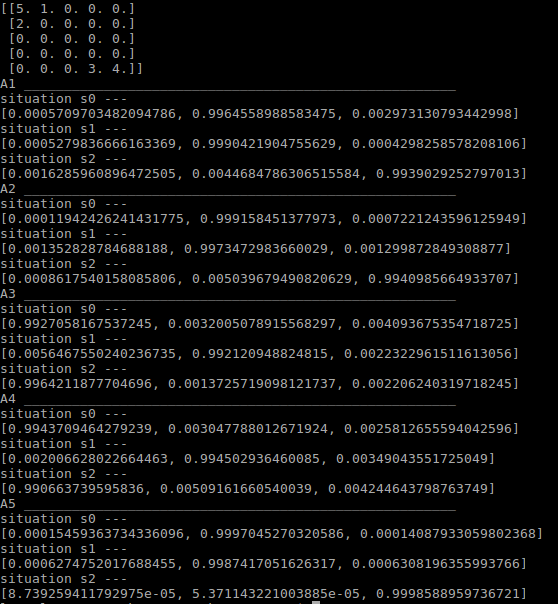 [[5. 1. 0. 0. 0.]
 [2. 0. 0. 0. 0.]
 [0. 0. 0. 0. 0.]
 [0. 0. 0. 0. 0.]
 [0. 0. 0. 3. 4.]]
A1 ______________________________________________________
situation s0 ---
[0.0005709703482094786, 0.9964558988583475, 0.002973130793442998]
situation s1 ---
[0.0005279836666163369, 0.9990421904755629, 0.0004298258578208106]
situation s2 ---
[0.0016285960896472505, 0.0044684786306515584, 0.9939029252797013]
A2 ______________________________________________________
situation s0 ---
[0.00011942426241431775, 0.999158451377973, 0.0007221243596125949]
situation s1 ---
[0.001352828784688188, 0.9973472983660029, 0.001299872849308877]
situation s2 ---
[0.0008617540158085806, 0.005039679490820629, 0.9940985664933707]
A3 ______________________________________________________
situation s0 ---
[0.9927058167537245, 0.0032005078915568297, 0.004093675354718725]
situation s1 ---
[0.0056467550240236735, 0.992120948824815, 0.0022322961511613056]
situation s2 ---
[0.9964211877704696, 0.0013725719098121737, 0.002206240319718245]
A4 ______________________________________________________
situation s0 ---
[0.9943709464279239, 0.003047788012671924, 0.0025812655594042596]
situation s1 ---
[0.002006628022664463, 0.994502936460085, 0.00349043551725049]
situation s2 ---
[0.990663739595836, 0.00509161660540039, 0.004244643798763749]
A5 ______________________________________________________
situation s0 ---
[0.00015459363734336096, 0.9997045270320586, 0.00014087933059802368]
situation s1 ---
[0.0006274752017688455, 0.9987417051626317, 0.0006308196355993766]
situation s2 ---
[8.739259411792975e-05, 5.371143221003885e-05, 0.9998588959736721]